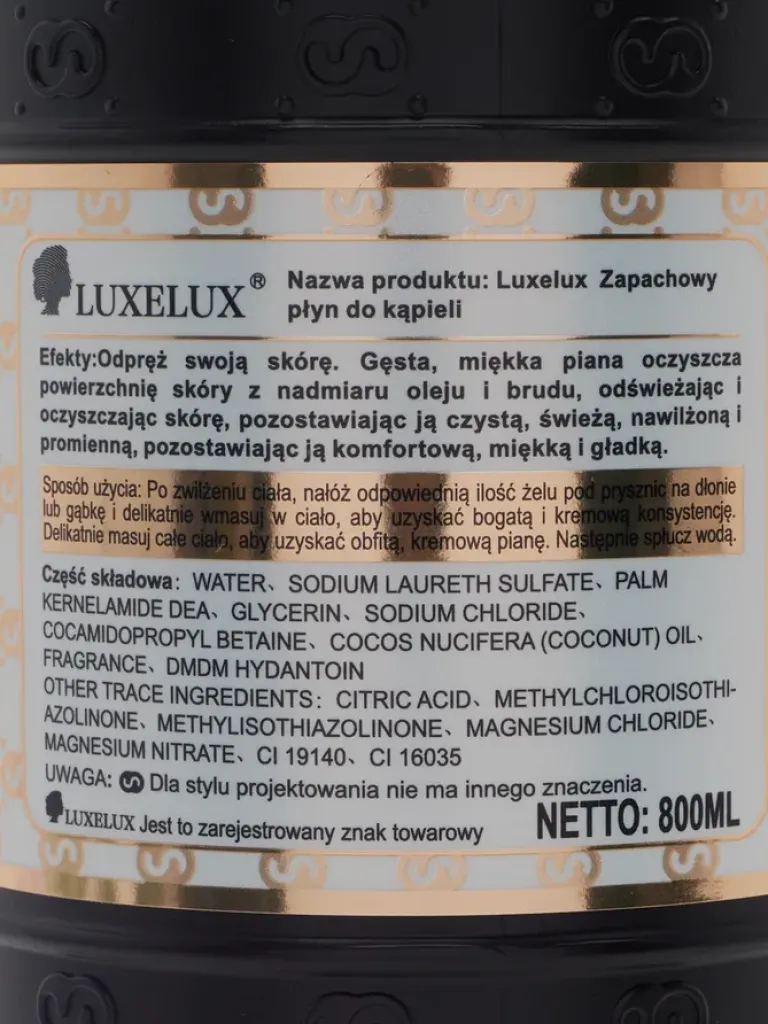 LUXELUX® Nazwa produktu: Luxelux Zapachowy
płyn do kąpieli
Efekty:Odpręż swoją skórę. Gęsta, miękka piana oczyszcza
powierzchnię skóry z nadmiaru oleju i brudu, odświeżając i
oczyszczając skórę, pozostawiając ją czystą, świeżą, nawilżoną i
promienną, pozostawiając ją komfortową, miękką i gładką.
Sposób użycia: Po zwilżeniu ciała, nałóż odpowiednią ilość żelu pod prysznic na dłonie
lub gąbkę i delikatnie wmasuj w ciało, aby uzyskać bogatą i kremową konsystencję.
Delikatnie masuj całe ciało, aby uzyskać obfitą, kremową pianę. Następnie spłucz wodą.
Część składowa: WATER、SODIUM LAURETH SULFATE、PALM
KERNELAMIDE DEA、GLYCERIN、SODIUM CHLORIDE、
COCAMIDOPROPYL BETAINE、COCOS NUCIFERA (COCONUT) OIL、
FRAGRANCE、DMDM HYDANTOIN
OTHER TRACE INGREDIENTS: CITRIC ACID、METHYLCHLOROISOTHI-
AZOLINONE、METHYLISOTHIAZOLINONE、MAGNESIUM CHLORIDE、
MAGNESIUM NITRATE、CI 19140、CI 16035
UWAGA: Dla stylu projektowania nie ma innego znaczenia.
LUXELUX Jest to zarejestrowany znak towarowy
NETTO: 800ML